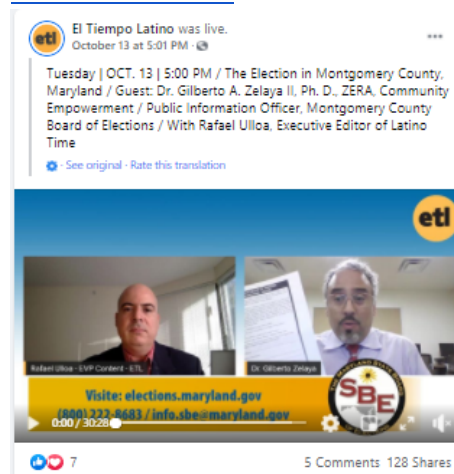 etl
El Tiempo Latino was live.
October 13 at 5:01 PM ·
Tuesday | OCT. 13 | 5:00 PM / The Election in Montgomery County,
Maryland / Guest: Dr. Gilberto A. Zelaya II, Ph. D., ZERA, Community
Empowerment / Public Information Officer, Montgomery County
Board of Elections / With Rafael Ulloa, Executive Editor of Latino
Time
· See original · Rate this translation
etl
Rafael Ulloa - EVP Content - ETL
Dr. Gilberto Zelaya
Visite: elections.maryland.gov
(800) 222-8683 / info.sbe@maryland.gov
SBE
0:00 / 30:28
7
5 Comments 128 Shares